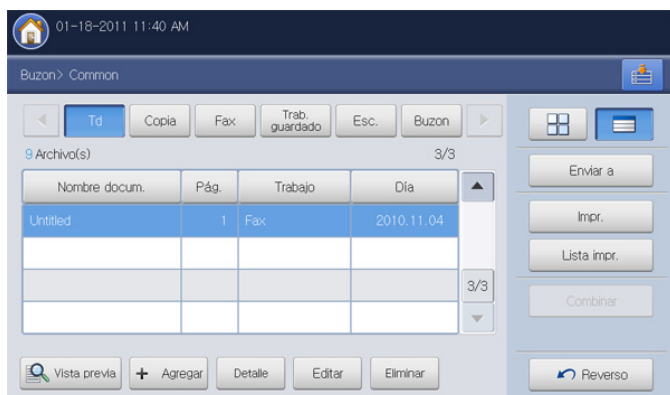 01-18-2011 11:40 AM
Buzon> Common
Td
Copia
Fax
Trab.
guardado
Esc.
Buzon
9 Archivo(s)
3/3
Nombre docum.
Pág.
Trabajo
Día
Untitled
1
Fax
2010.11.04
3/3
Vista previa
+ Agregar
Detalle
Editar
Eliminar
Enviar a
Impr.
Lista impr.
Combinar
Reverso